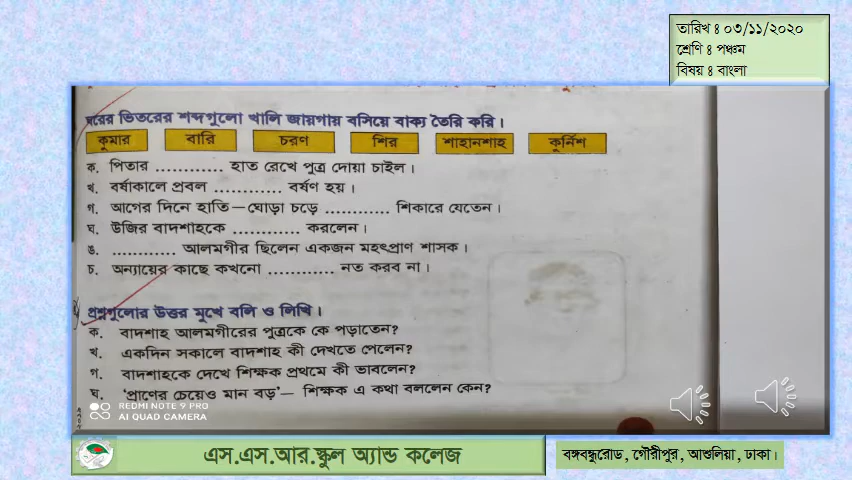 তারিখ ঃ ০৩/১১/২০২০
শ্রেণি ঃ পঞ্চম
বিষয় ঃ বাংলা
ঘরের ভিতরের শব্দগুলো খালি জায়গায় বসিয়ে বাক্য তৈরি করি।
কুমার বারি চরণ শির শাহানশাহ কুর্নিশ
ক. পিতার ............ হাত রেখে পুত্র দোয়া চাইল।
খ. বর্ষাকালে প্রবল ............ বর্ষণ হয়।
গ. আগের দিনে হাতি–ঘোড়া চড়ে ............ শিকারে যেতেন।
ঘ. উজির বাদশাহকে ............ করলেন।
ঙ. ............ আলমগীর ছিলেন একজন মহৎপ্রাণ শাসক।
চ. অন্যায়ের কাছে কখনো ............ নত করব না।
প্রশ্নগুলোর উত্তর মুখে বলি ও লিখি।
ক. বাদশাহ আলমগীরের পুত্রকে কে পড়াতেন?
খ. একদিন সকালে বাদশাহ কী দেখতে পেলেন?
গ. বাদশাহকে দেখে শিক্ষক প্রথমে কী ভাবলেন?
ঘ. ‘প্রাণের চেয়েও মান বড়’– শিক্ষক এ কথা বললেন কেন?
REDMI NOTE 9 PRO
AI QUAD CAMERA
এস.এস.আর.স্কুল অ্যান্ড কলেজ
বঙ্গবন্ধুরোড, গৌরীপুর, আশুলিয়া, ঢাকা।